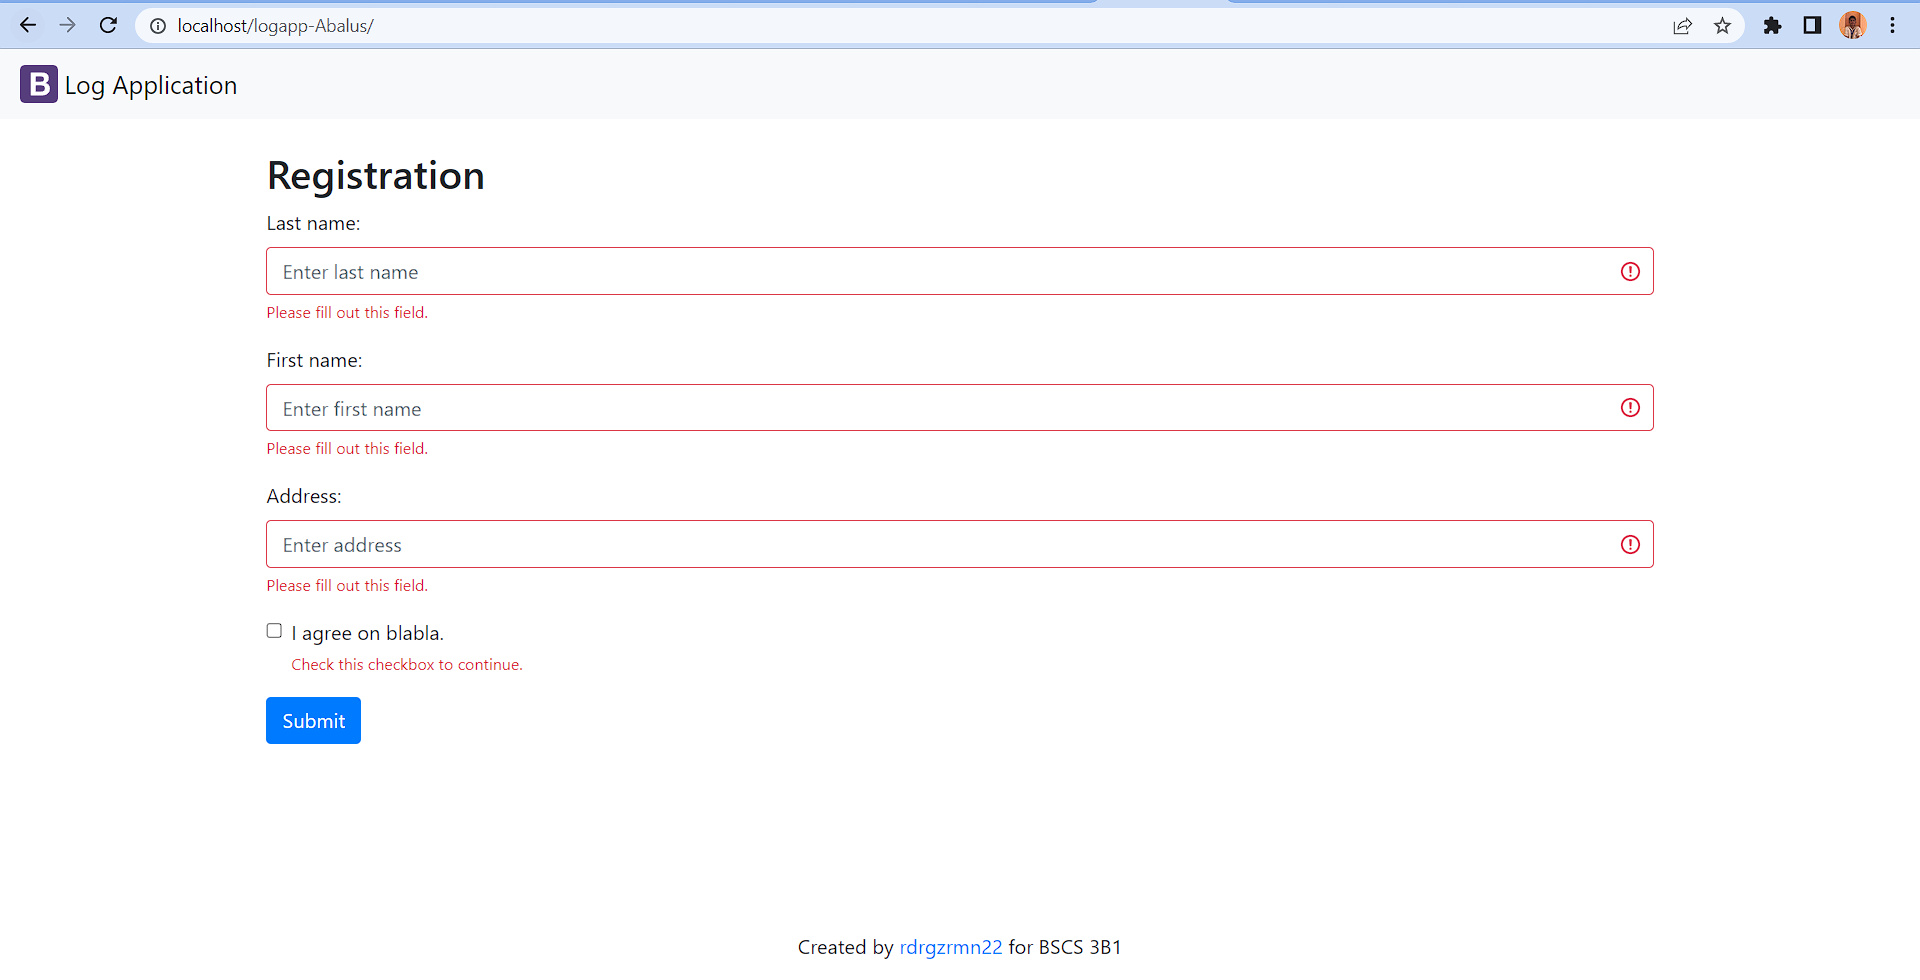 localhost/logapp-Abalus/
B Log Application
Registration
Last name:
Enter last name
Please fill out this field.
First name:
Enter first name
Please fill out this field.
Address:
Enter address
Please fill out this field.
I agree on blabla.
Check this checkbox to continue.
Submit
Created by rdrgzrmn22 for BSCS 3B1